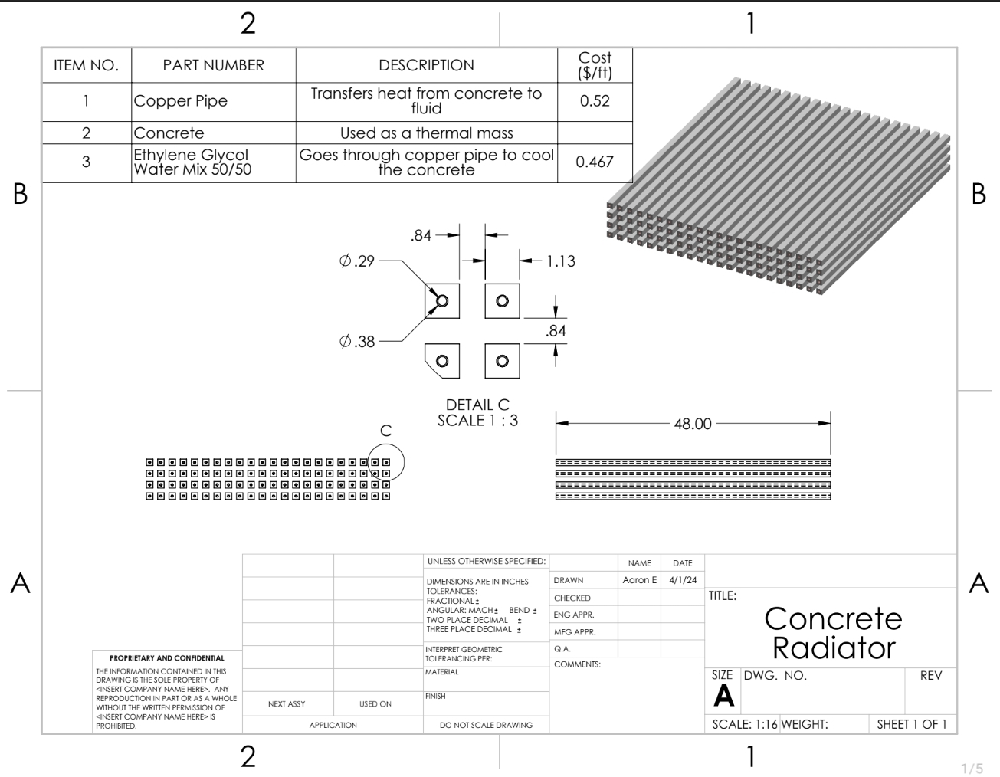 2
1
ITEM NO. PART NUMBER DESCRIPTION Cost
($/ft)
1 Copper Pipe Transfers heat from concrete to
fluid
0.52
2 Concrete Used as a thermal mass
3 Ethylene Glycol
Water Mix 50/50
Goes through copper pipe to cool
the concrete
0.467
B
B
.84
Ø.29
1.13
.84
Ø.38
DETAIL C
SCALE 1 : 3
C
48.00
A
A
PROPRIETARY AND CONFIDENTIAL
THE INFORMATION CONTAINED IN THIS
DRAWING IS THE SOLE PROPERTY OF
<INSERT COMPANY NAME HERE>. ANY
REPRODUCTION IN PART OR AS A WHOLE
WITHOUT THE WRITTEN PERMISSION OF
<INSERT COMPANY NAME HERE> IS
PROHIBITED.
NEXT ASSY USED ON
APPLICATION
UNLESS OTHERWISE SPECIFIED:
DIMENSIONS ARE IN INCHES
TOLERANCES:
FRACTIONAL ±
ANGULAR: MACH ± BEND ±
TWO PLACE DECIMAL ±
THREE PLACE DECIMAL ±
INTERPRET GEOMETRIC
TOLERANCING PER:
MATERIAL
FINISH
DO NOT SCALE DRAWING
NAME DATE
DRAWN Aaron E 4/1/24
CHECKED
ENG APPR.
MFG APPR.
Q.A.
COMMENTS:
TITLE:
Concrete
Radiator
SIZE DWG. NO. REV
A
SCALE: 1:16 WEIGHT: SHEET 1 OF 1
2
1
1/5